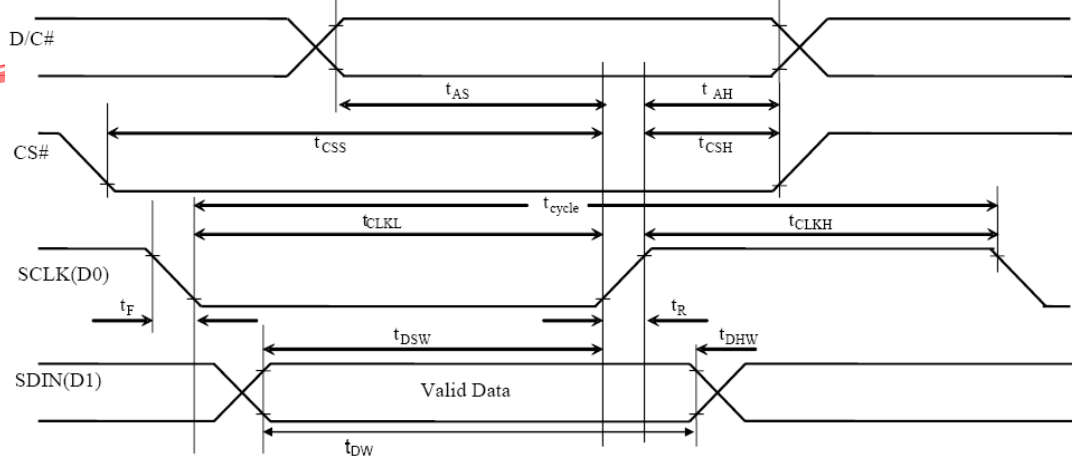 D/C#
tAS
tAH
CS#
tCSS
tCSH
tcycle
tCLKL
tCLKH
SCLK(D0)
tF
tR
tDSW
tDHW
SDIN(D1)
Valid Data
tDW